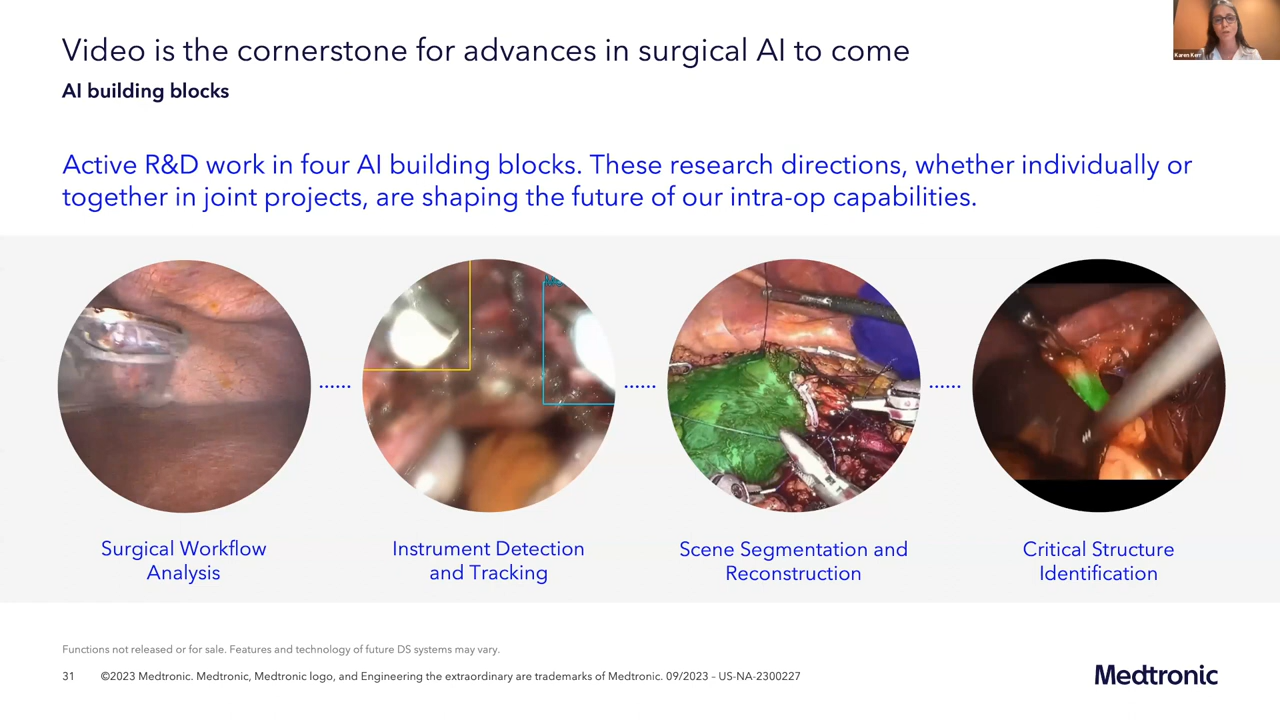 Video is the cornerstone for advances in surgical AI to come
AI building blocks
Karen Kerr
Active R&D work in four AI building blocks. These research directions, whether individually or
together in joint projects, are shaping the future of our intra-op capabilities.
Surgical Workflow
Analysis
Instrument Detection
and Tracking
Scene Segmentation and
Reconstruction
Critical Structure
Identification
Functions not released or for sale. Features and technology of future DS systems may vary.
31 ©2023 Medtronic. Medtronic, Medtronic logo, and Engineering the extraordinary are trademarks of Medtronic. 09/2023 – US-NA-2300227
Medtronic